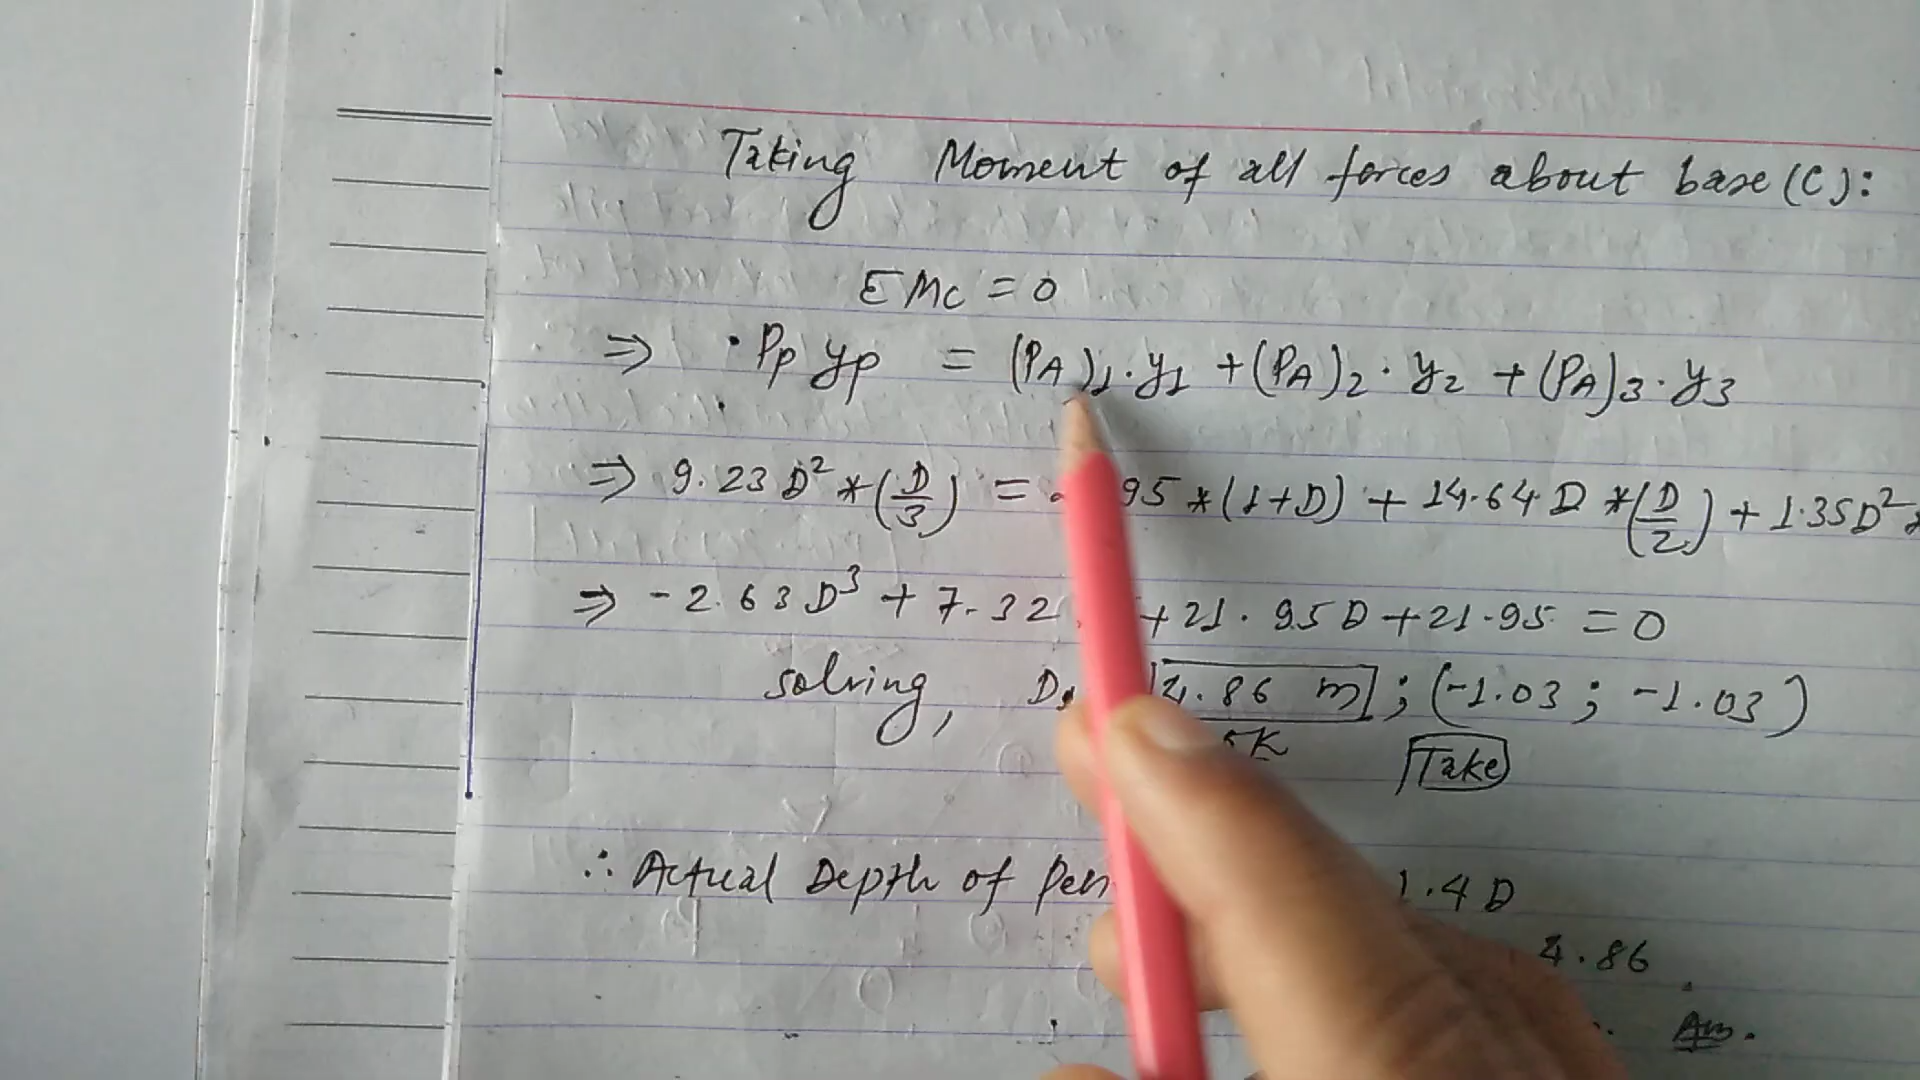 Taking Moment of all forces about base (C):
ΣMc = 0
⇒ Pp yp = (PA)1 · y1 + (PA)2 · y2 + (PA)3 · y3
⇒ 9.23 D² * (D/3) = 95 * (1+D) + 14.64 D * (D/2) + 1.35D²
⇒ -2.63 D³ + 7.32 + 21.95 D + 21.95 = 0
solving, D 4.86 m ; (-1.03 ; -1.03)
Take
∴ Actual Depth of Pen 1.4 D
4.86
Ans.